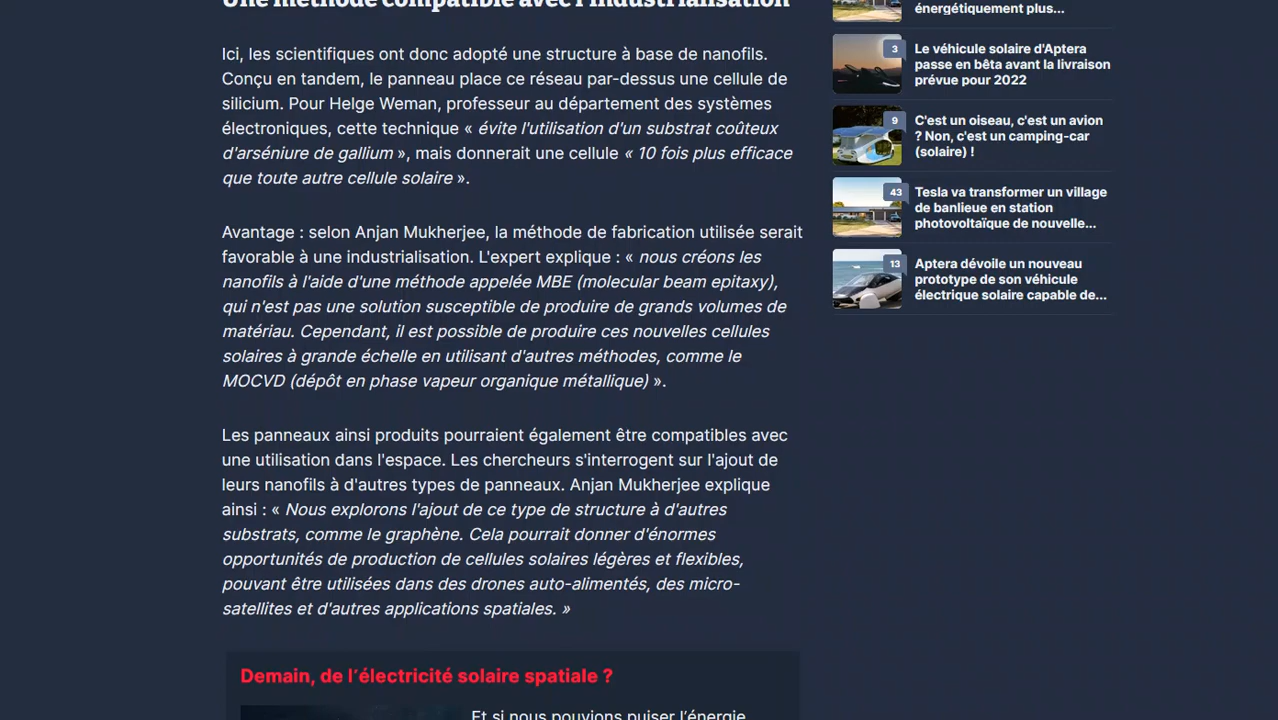 Une méthode compatible avec l'industrialisation
Ici, les scientifiques ont donc adopté une structure à base de nanofils.
Conçu en tandem, le panneau place ce réseau par-dessus une cellule de
silicium. Pour Helge Weman, professeur au département des systèmes
électroniques, cette technique « évite l'utilisation d'un substrat coûteux
d'arséniure de gallium », mais donnerait une cellule « 10 fois plus efficace
que toute autre cellule solaire ».
Avantage : selon Anjan Mukherjee, la méthode de fabrication utilisée serait
favorable à une industrialisation. L'expert explique : « nous créons les
nanofils à l'aide d'une méthode appelée MBE (molecular beam epitaxy),
qui n'est pas une solution susceptible de produire de grands volumes de
matériau. Cependant, il est possible de produire ces nouvelles cellules
solaires à grande échelle en utilisant d'autres méthodes, comme le
MOCVD (dépôt en phase vapeur organique métallique) ».
Les panneaux ainsi produits pourraient également être compatibles avec
une utilisation dans l'espace. Les chercheurs s'interrogent sur l'ajout de
leurs nanofils à d'autres types de panneaux. Anjan Mukherjee explique
ainsi : « Nous explorons l'ajout de ce type de structure à d'autres
substrats, comme le graphène. Cela pourrait donner d'énormes
opportunités de production de cellules solaires légères et flexibles,
pouvant être utilisées dans des drones auto-alimentés, des micro-
satellites et d'autres applications spatiales. »
Demain, de l’électricité solaire spatiale ?
Et si nous pouvions puiser l’énergie
énergétiquement plus...
3
Le véhicule solaire d'Aptera
passe en bêta avant la livraison
prévue pour 2022
9
C'est un oiseau, c'est un avion
? Non, c'est un camping-car
(solaire) !
43
Tesla va transformer un village
de banlieue en station
photovoltaïque de nouvelle...
13
Aptera dévoile un nouveau
prototype de son véhicule
électrique solaire capable de...